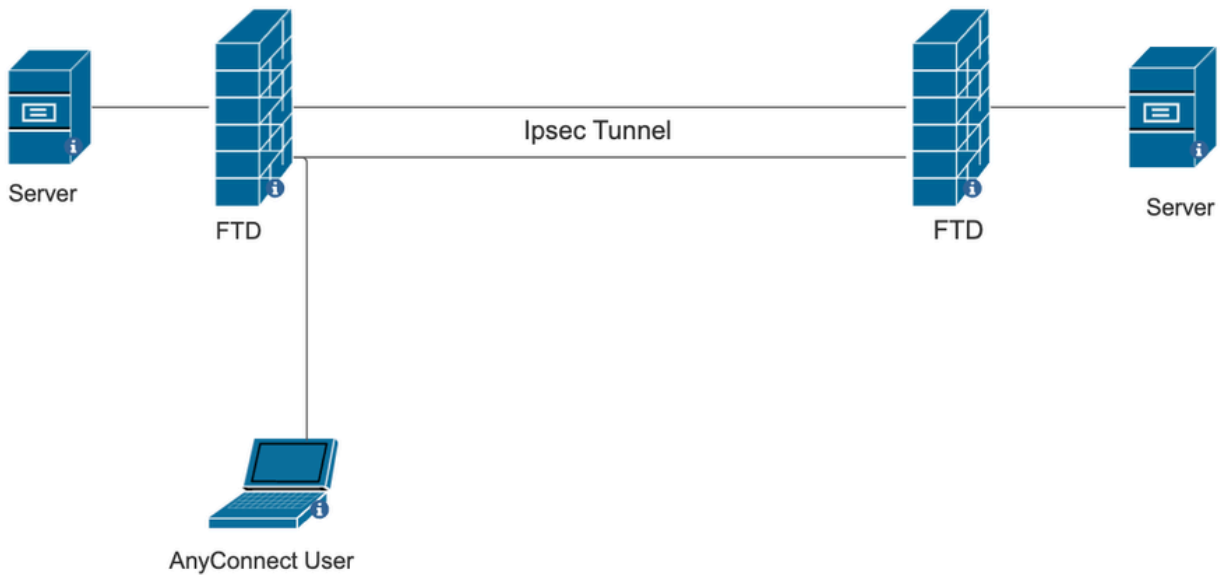 Ipsec Tunnel
Server
FTD
FTD
Server
AnyConnect User